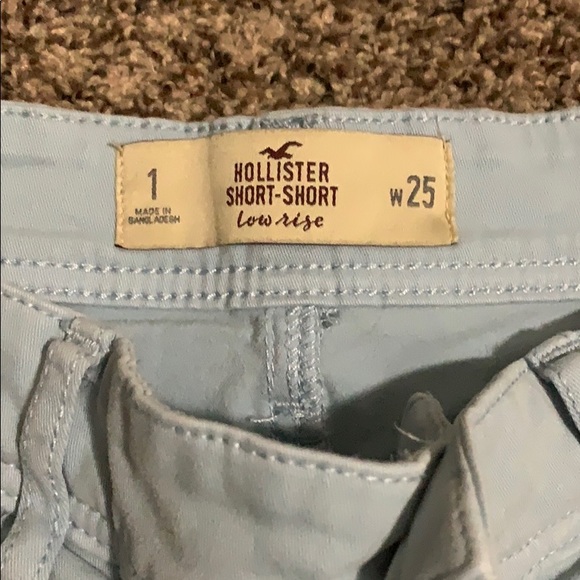 1
MADE IN
BANGLADESH
HOLLISTER
SHORT-SHORT
low rise
W25